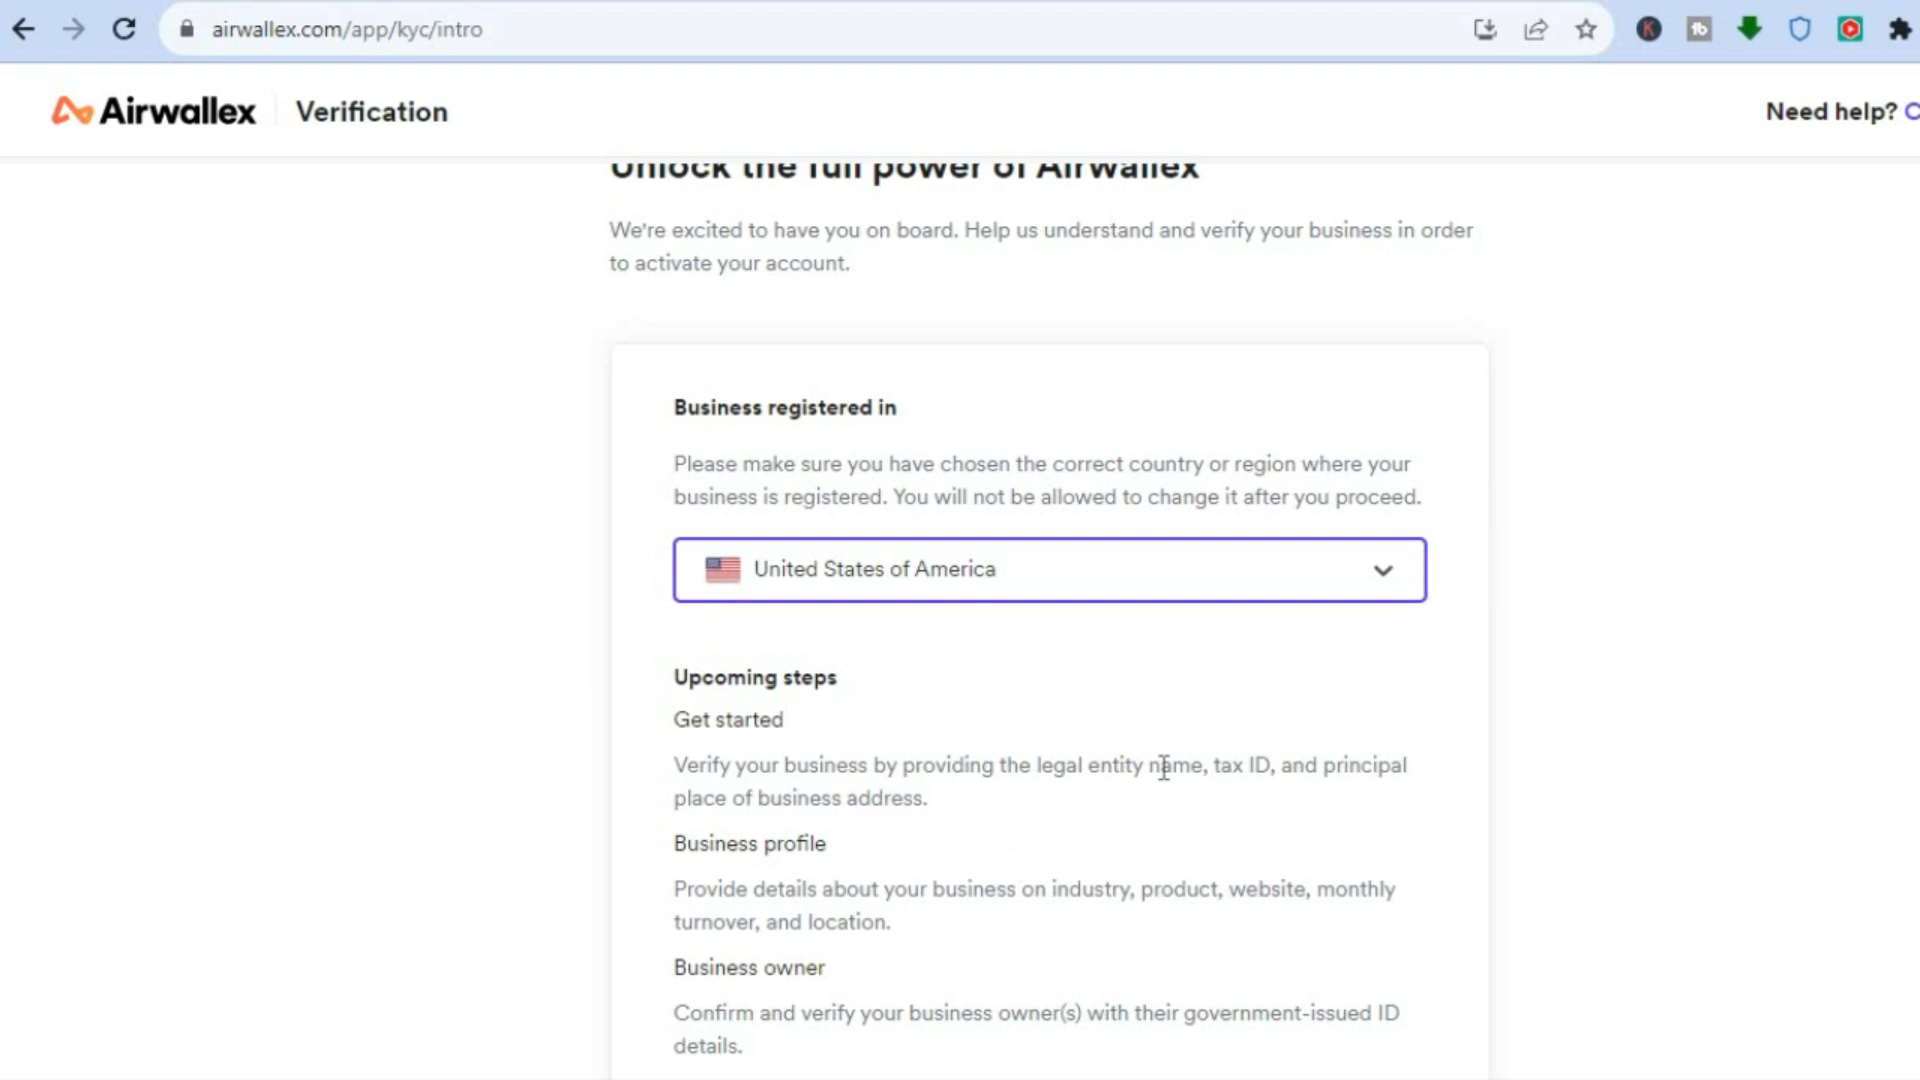 airwallex.com/app/kyc/intro
Airwallex Verification
Need help?
Unlock the full power of Airwallex
We're excited to have you on board. Help us understand and verify your business in order
to activate your account.
Business registered in
Please make sure you have chosen the correct country or region where your
business is registered. You will not be allowed to change it after you proceed.
United States of America
Upcoming steps
Get started
Verify your business by providing the legal entity name, tax ID, and principal
place of business address.
Business profile
Provide details about your business on industry, product, website, monthly
turnover, and location.
Business owner
Confirm and verify your business owner(s) with their government-issued ID
details.